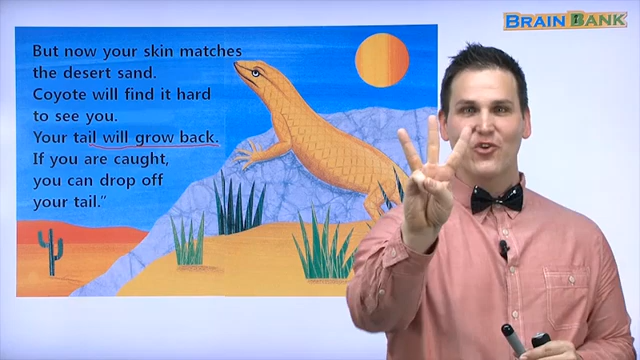 BRAIN BANK
But now your skin matches
the desert sand.
Coyote will find it hard
to see you.
Your tail will grow back.
If you are caught,
you can drop off
your tail."